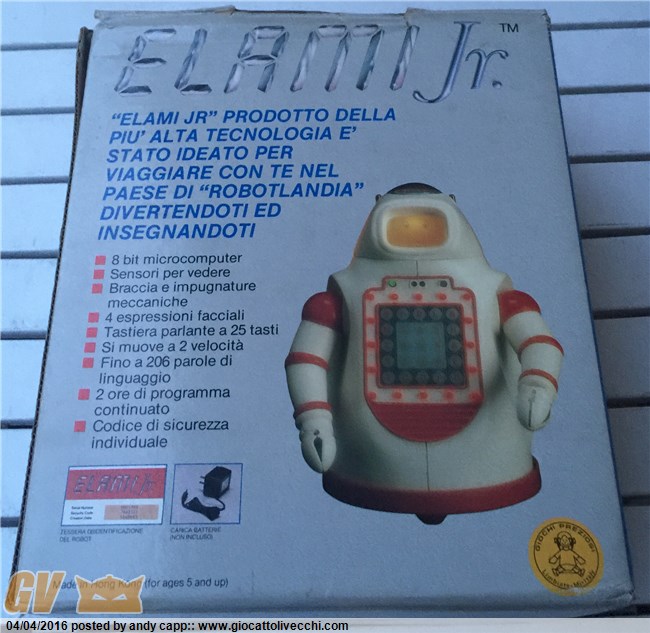 ELAMI Jr.™
"ELAMI JR" PRODOTTO DELLA
PIU' ALTA TECNOLOGIA E'
STATO IDEATO PER
VIAGGIARE CON TE NEL
PAESE DI "ROBOTLANDIA"
DIVERTENDOTI ED
INSEGNANDOTI
8 bit microcomputer
Sensori per vedere
Braccia e impugnature
meccaniche
4 espressioni facciali
Tastiera parlante a 25 tasti
Si muove a 2 velocità
Fino a 206 parole di
linguaggio
2 ore di programma
continuato
Codice di sicurezza
individuale
ELAMI Jr
TESSERA D'IDENTIFICAZIONE
DEL ROBOT
CARICA-BATTERIE
(NON INCLUSO)
GIOCHI PREZIOSI
GV
Made in Hong Kong (for ages 5 and up)
04/04/2016 posted by andy capp:: www.giocattolivecchi.com